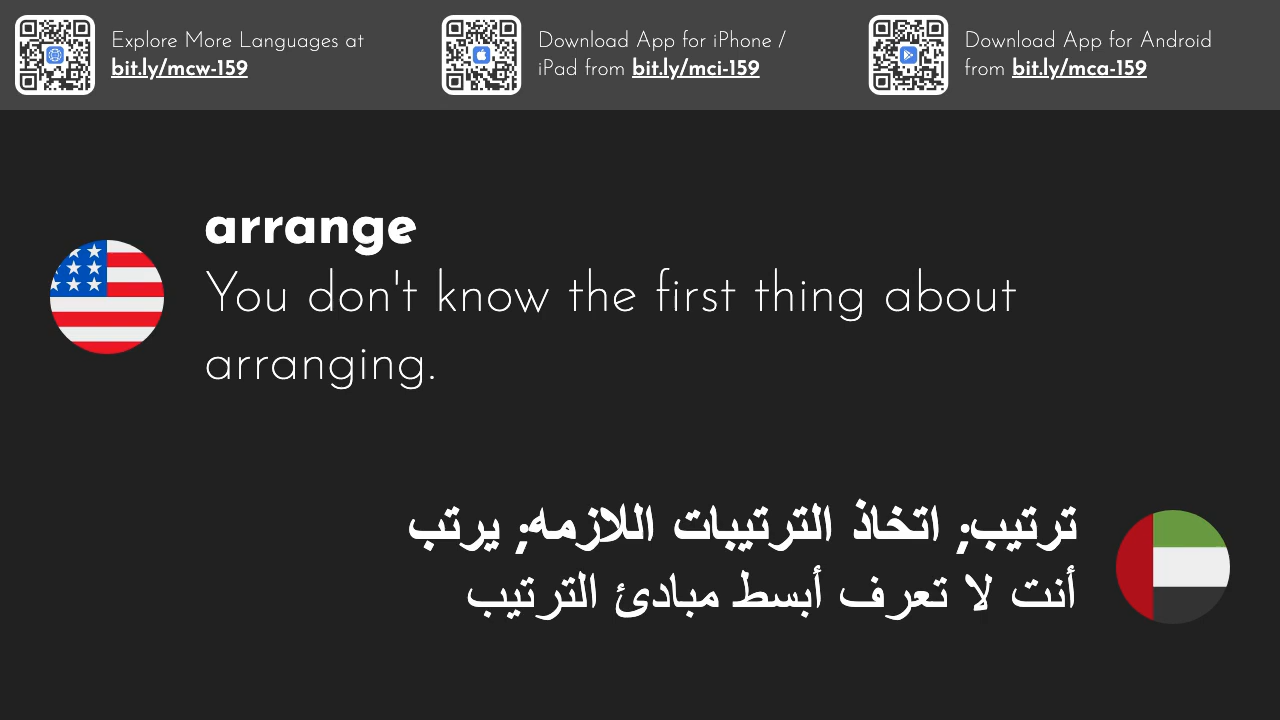 Explore More Languages at
bit.ly/mcw-159
Download App for iPhone /
iPad from bit.ly/mci-159
Download App for Android
from bit.ly/mca-159
arrange
You don't know the first thing about
arranging.
ترتيب; اتخاذ الترتيبات اللازمه; يرتب
أنت لا تعرف أبسط مبادئ الترتيب